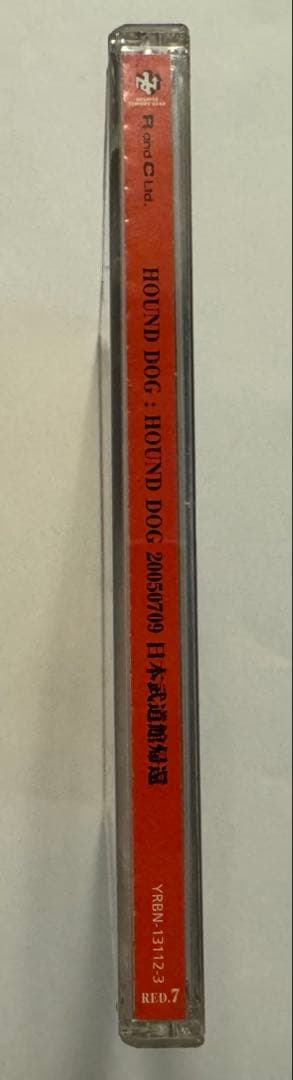 R and C Ltd.
HOUND DOG : HOUND DOG 20050709 日本武道館帰還
YRBN-13112-3
RED.7